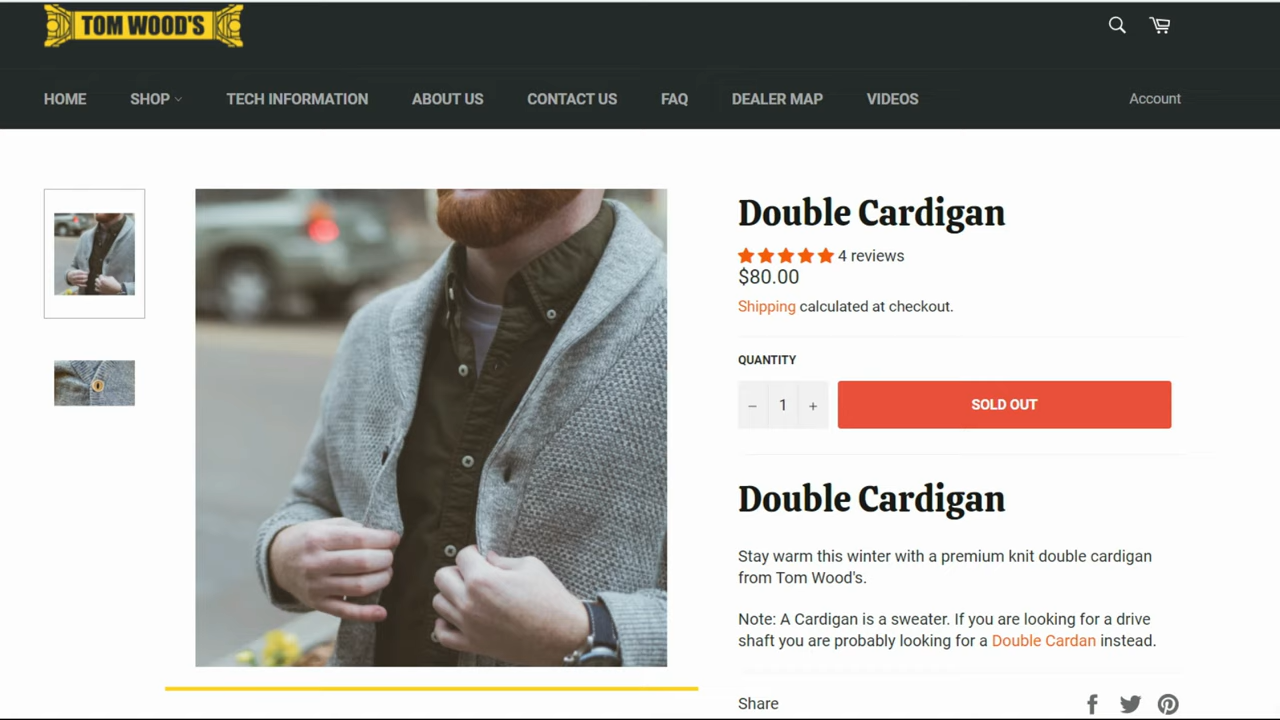 TOM WOOD'S
HOME SHOP TECH INFORMATION ABOUT US CONTACT US FAQ DEALER MAP VIDEOS Account
Double Cardigan
4 reviews
$80.00
Shipping calculated at checkout.
QUANTITY
− 1 + SOLD OUT
Double Cardigan
Stay warm this winter with a premium knit double cardigan
from Tom Wood's.
Note: A Cardigan is a sweater. If you are looking for a drive
shaft you are probably looking for a Double Cardan instead.
Share